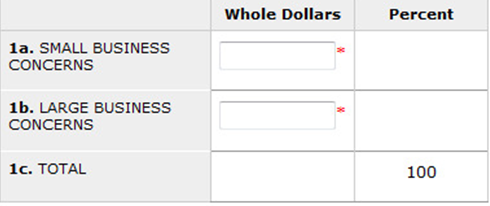 Whole Dollars Percent
1a. SMALL BUSINESS
CONCERNS
*
1b. LARGE BUSINESS
CONCERNS
*
1c. TOTAL 100